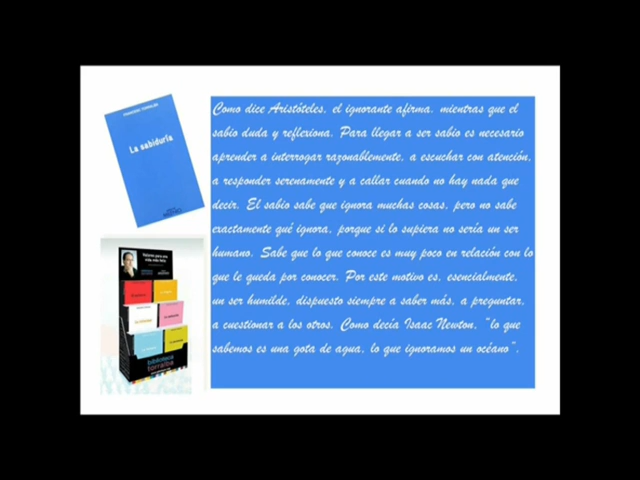 La sabiduría
Como dice Aristóteles, el ignorante afirma, mientras que el
sabio duda y reflexiona. Para llegar a ser sabio es necesario
aprender a interrogar razonablemente, a escuchar con atención,
a responder serenamente y a callar cuando no hay nada que
decir. El sabio sabe que ignora muchas cosas, pero no sabe
exactamente qué ignora, porque si lo supiera no sería un ser
humano. Sabe que lo que conoce es muy poco en relación con lo
que le queda por conocer. Por este motivo es, esencialmente,
un ser humilde, dispuesto siempre a saber más, a preguntar,
a cuestionar a los otros. Como decía Isaac Newton, "lo que
sabemos es una gota de agua, lo que ignoramos un océano".
biblioteca
torralba